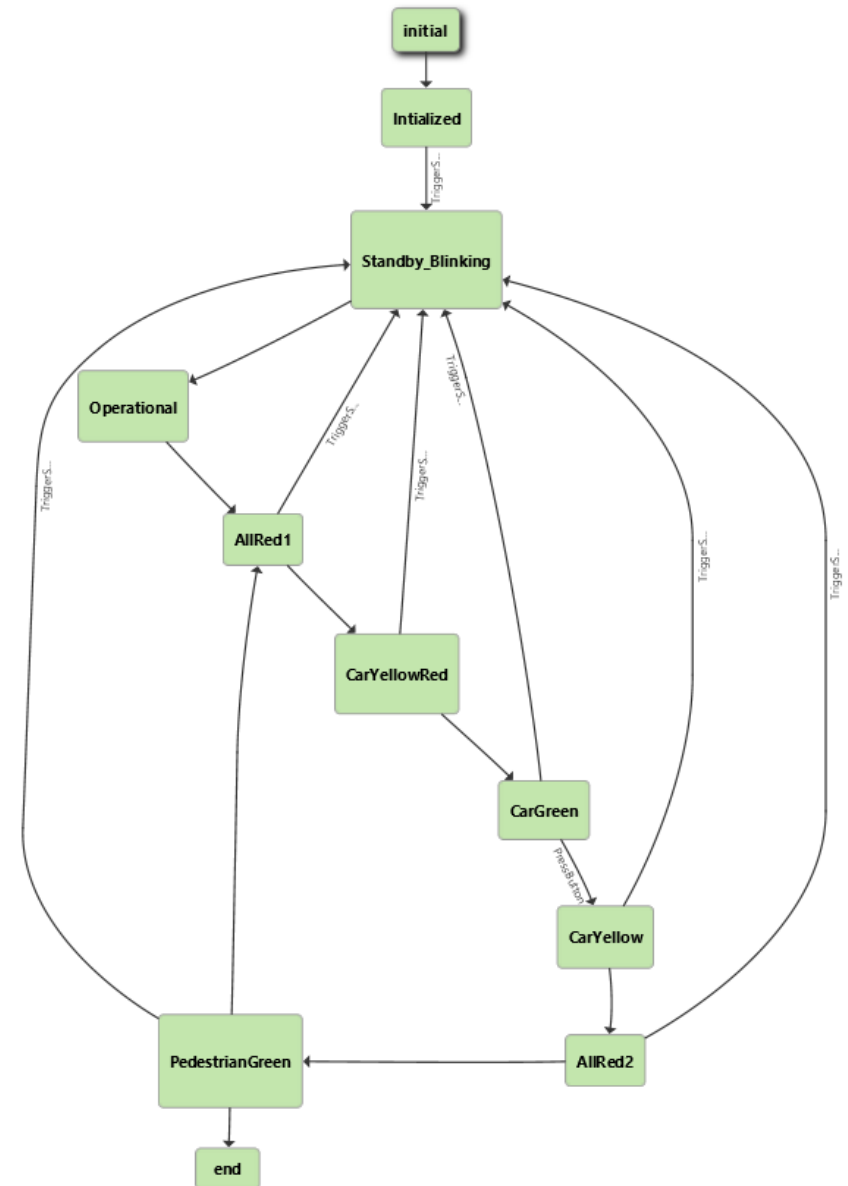 initial
Intialized
TriggerS...
Standby_Blinking
Operational
TriggerS...
TriggerS...
TriggerS...
TriggerS...
AllRed1
TriggerS...
TriggerS...
CarYellowRed
CarGreen
PressButton
CarYellow
PedestrianGreen
AllRed2
end